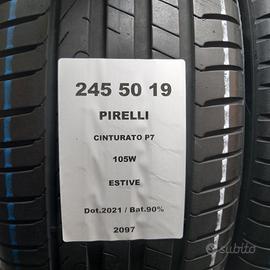 245 50 19
PIRELLI
CINTURATO P7
105W
ESTIVE
Dot.2021 / Bat.90%
2097
subito